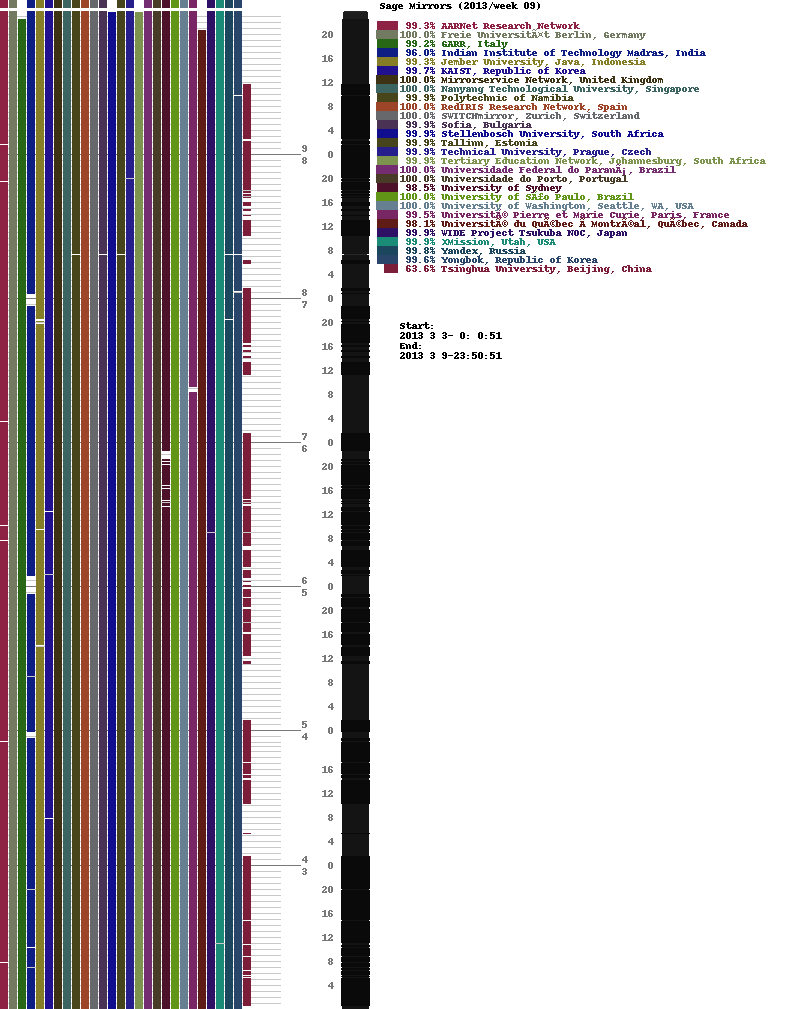 Sage Mirrors (2013/week 09)
99.3% AARNet Research Network
100.0% Freie UniversitÃ¤t Berlin, Germany
99.2% GARR, Italy
96.0% Indian Institute of Technology Madras, India
99.3% Jember University, Java, Indonesia
99.7% KAIST, Republic of Korea
100.0% Mirrorservice Network, United Kingdom
100.0% Nanyang Technological University, Singapore
99.9% Polytechnic of Namibia
100.0% RedIRIS Research Network, Spain
100.0% SWITCHmirror, Zurich, Switzerland
99.9% Sofia, Bulgaria
99.9% Stellenbosch University, South Africa
99.9% Tallinn, Estonia
99.9% Technical University, Prague, Czech
99.9% Tertiary Education Network, Johannesburg, South Africa
100.0% Universidade Federal do ParanÃ¡, Brazil
100.0% Universidade do Porto, Portugal
98.5% University of Sydney
100.0% University of SÃ£o Paulo, Brazil
100.0% University of Washington, Seattle, WA, USA
99.5% UniversitÃ© Pierre et Marie Curie, Paris, France
98.1% UniversitÃ© du QuÃ©bec A MontrÃ©al, QuÃ©bec, Canada
99.9% WIDE Project Tsukuba NOC, Japan
99.9% XMission, Utah, USA
99.8% Yandex, Russia
99.6% Yongbok, Republic of Korea
63.6% Tsinghua University, Beijing, China
Start:
2013 3 3- 0: 0:51
End:
2013 3 9-23:50:51
20
16
12
8
4
9
0
8
20
16
12
8
4
8
0
7
20
16
12
8
4
7
0
6
20
16
12
8
4
6
0
5
20
16
12
8
4
5
0
4
16
12
8
4
4
0
3
20
16
12
8
4